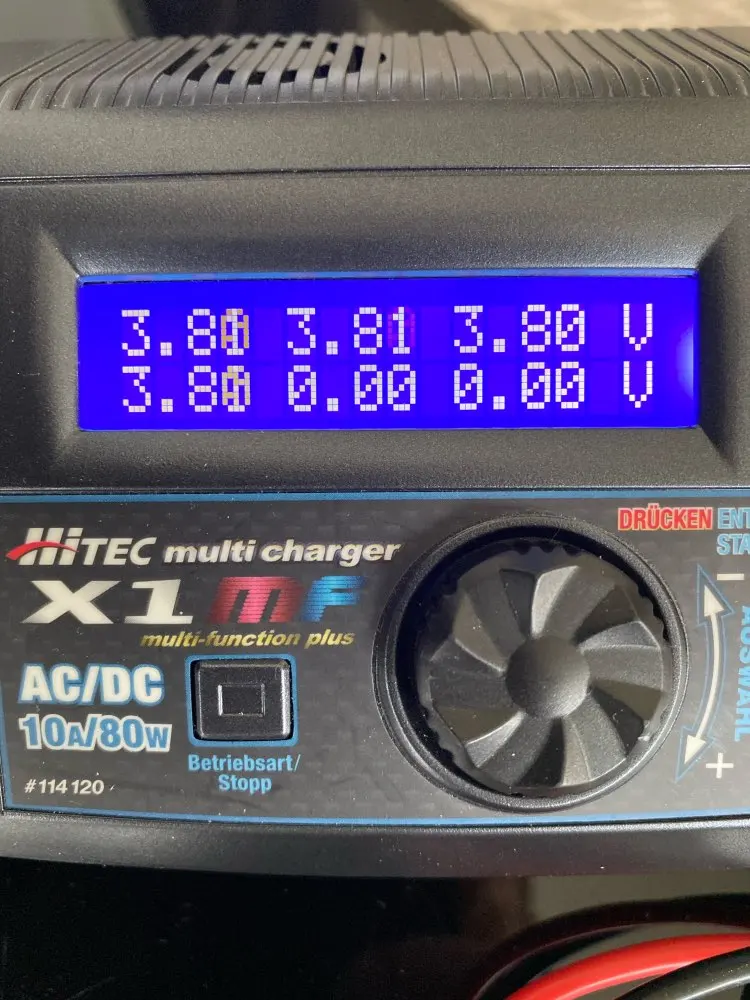 3.80 3.81 3.80 V
3.80 0.00 0.00 V
HiTEC multi charger
X1 MF
multi-function plus
AC/DC
10A/80W
Betriebsart/
Stopp
#114120
DRÜCKEN
AUSWAHL
−
+